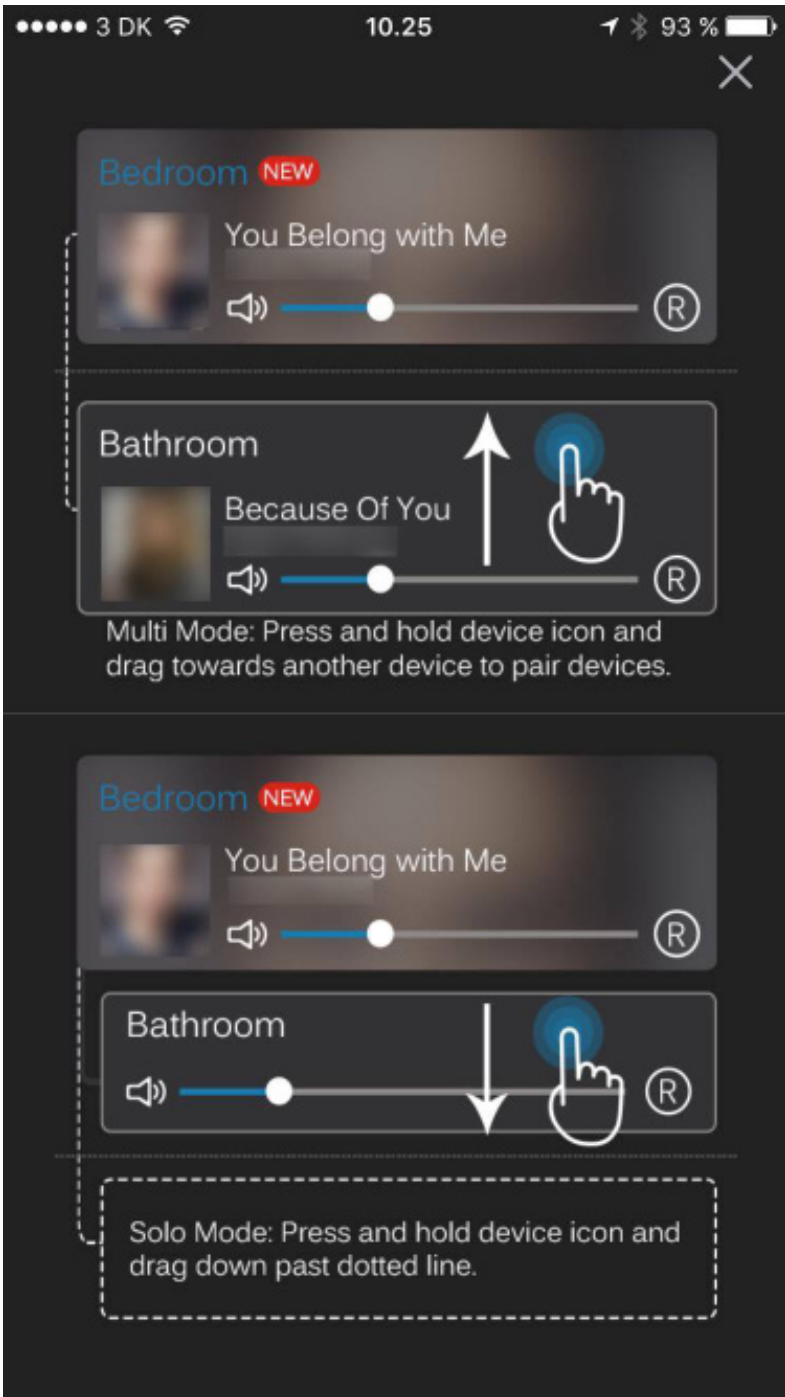 3 DK 10.25 93 %
Bedroom NEW
You Belong with Me
R
Bathroom
Because Of You
R
Multi Mode: Press and hold device icon and
drag towards another device to pair devices.
Bedroom NEW
You Belong with Me
R
Bathroom
R
Solo Mode: Press and hold device icon and
drag down past dotted line.